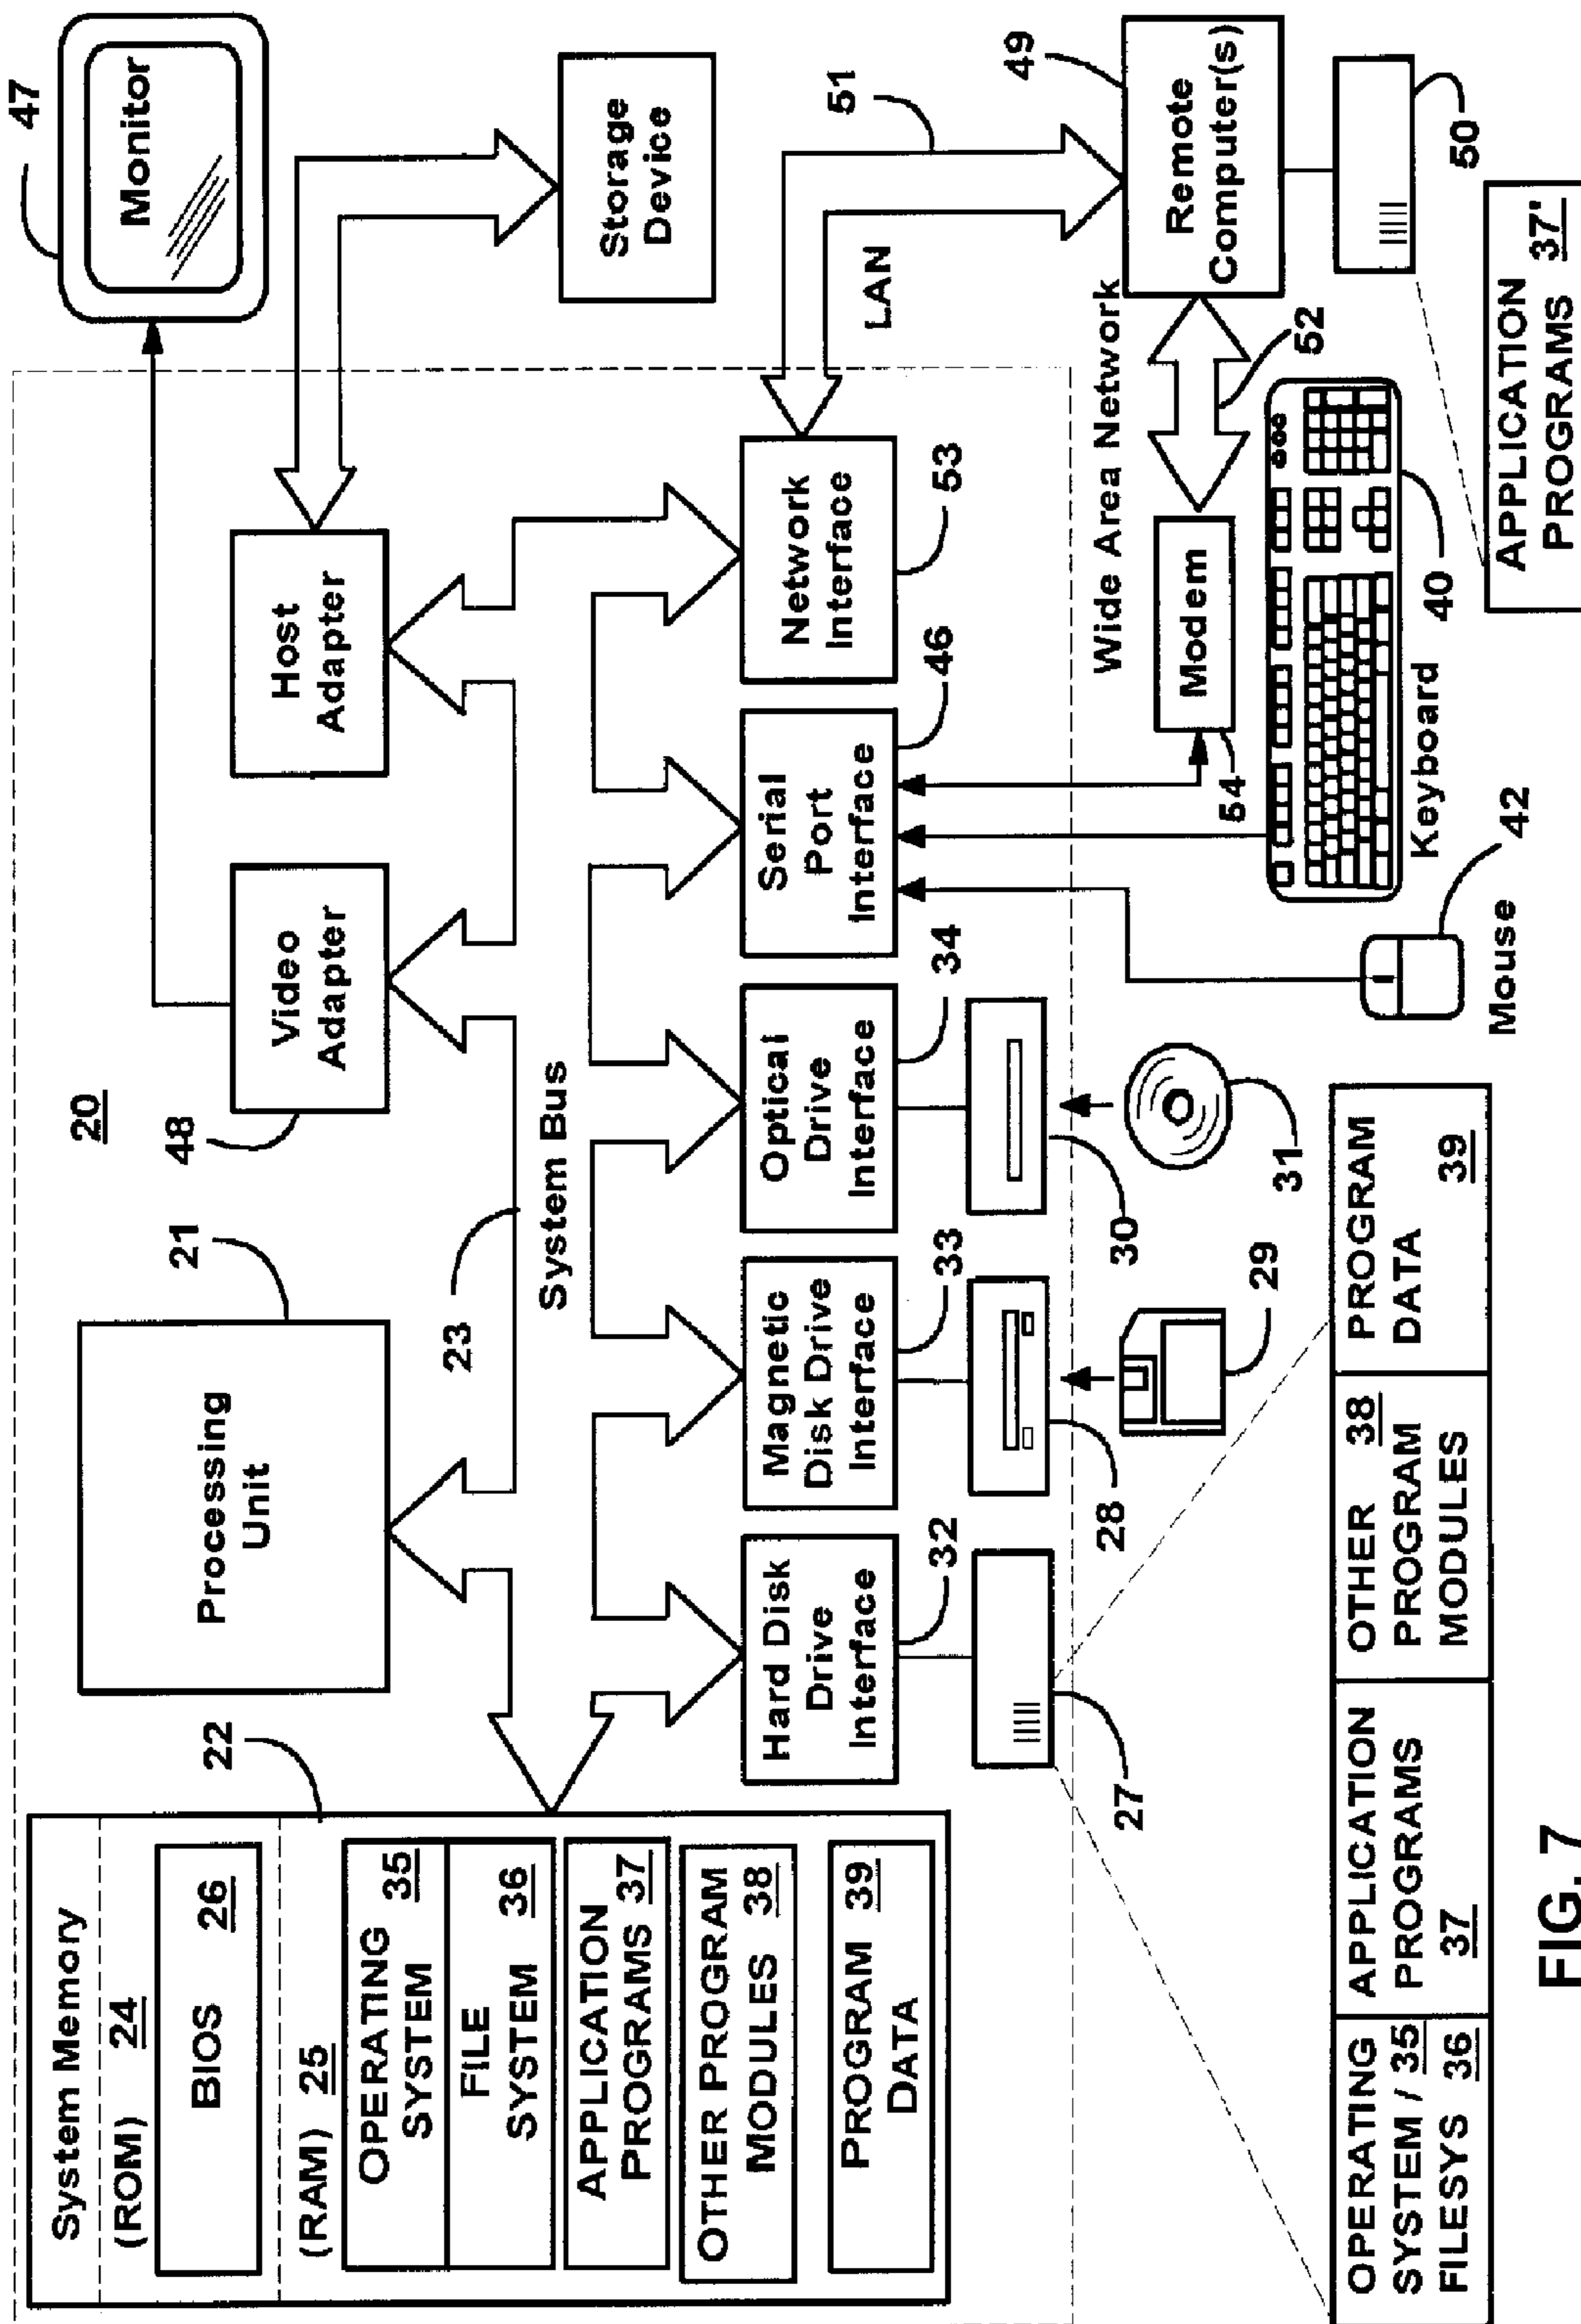 System Memory
(ROM) 24
BIOS 26
(RAM) 25
OPERATING
SYSTEM 35
FILE
SYSTEM 36
APPLICATION
PROGRAMS 37
OTHER PROGRAM
MODULES 38
PROGRAM 39
DATA
22
Processing
Unit
21
20
48
Video
Adapter
Host
Adapter
47
Monitor
Storage
Device
23
System Bus
Hard Disk
Drive
Interface
32
Magnetic
Disk Drive
Interface
33
Optical
Drive
Interface
34
Serial
Port
Interface
46
Network
Interface
53
LAN
51
49
Remote
Computer(s)
Wide Area Network
52
Modem
54
27
28
29
30
31
Mouse
42
Keyboard
40
50
APPLICATION
PROGRAMS 37'
OPERATING
SYSTEM / 35
FILESYS 36
APPLICATION
PROGRAMS
37
OTHER 38
PROGRAM
MODULES
PROGRAM
DATA
39
FIG. 7